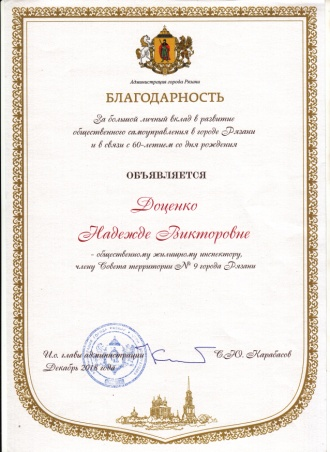 Администрация города Рязани
БЛАГОДАРНОСТЬ
За большой личный вклад в развитие
общественного самоуправления в городе Рязани
и в связи с 60-летием со дня рождения
ОБЪЯВЛЯЕТСЯ
Доценко
Надежде Викторовне
- общественному жилищному инспектору,
члену Совета территории № 9 города Рязани
И.о. главы администрации
С.Ю. Карабасов
Декабрь 2018 года